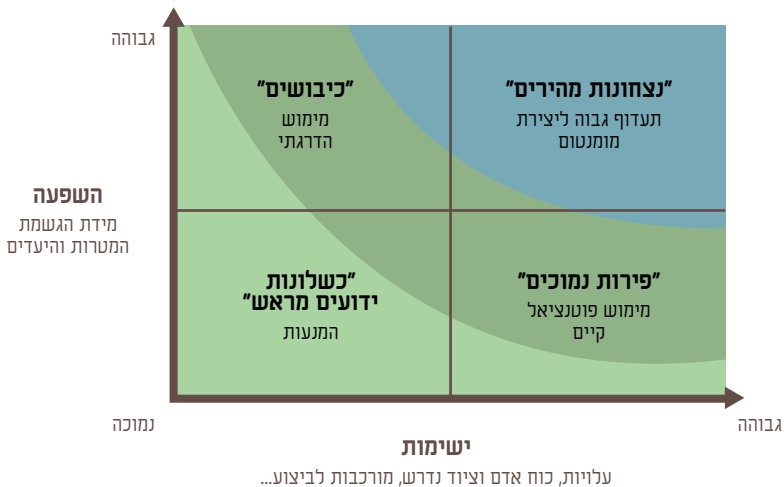 גבוהה
"כיבושים"
מימוש
הדרגתי
"נצחונות מהירים"
תעדוף גבוה ליצירת
מומנטום
השפעה
מידת הגשמת
המטרות והיעדים
"כשלונות
ידועים מראש"
המנעות
"פירות נמוכים"
מימוש פוטנציאל
קיים
נמוכה
גבוהה
ישימות
עלויות, כוח אדם וציוד נדרש, מורכבות לביצוע...